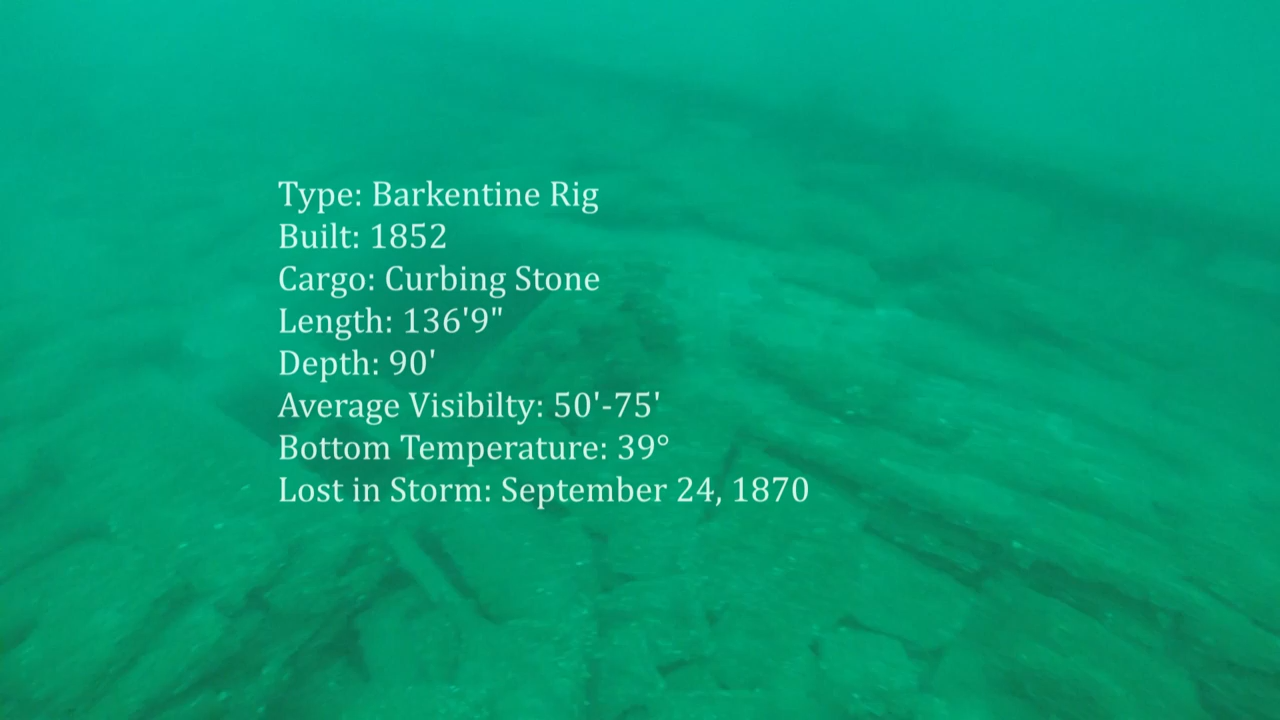 Type: Barkentine Rig
Built: 1852
Cargo: Curbing Stone
Length: 136'9"
Depth: 90'
Average Visibilty: 50'-75'
Bottom Temperature: 39°
Lost in Storm: September 24, 1870